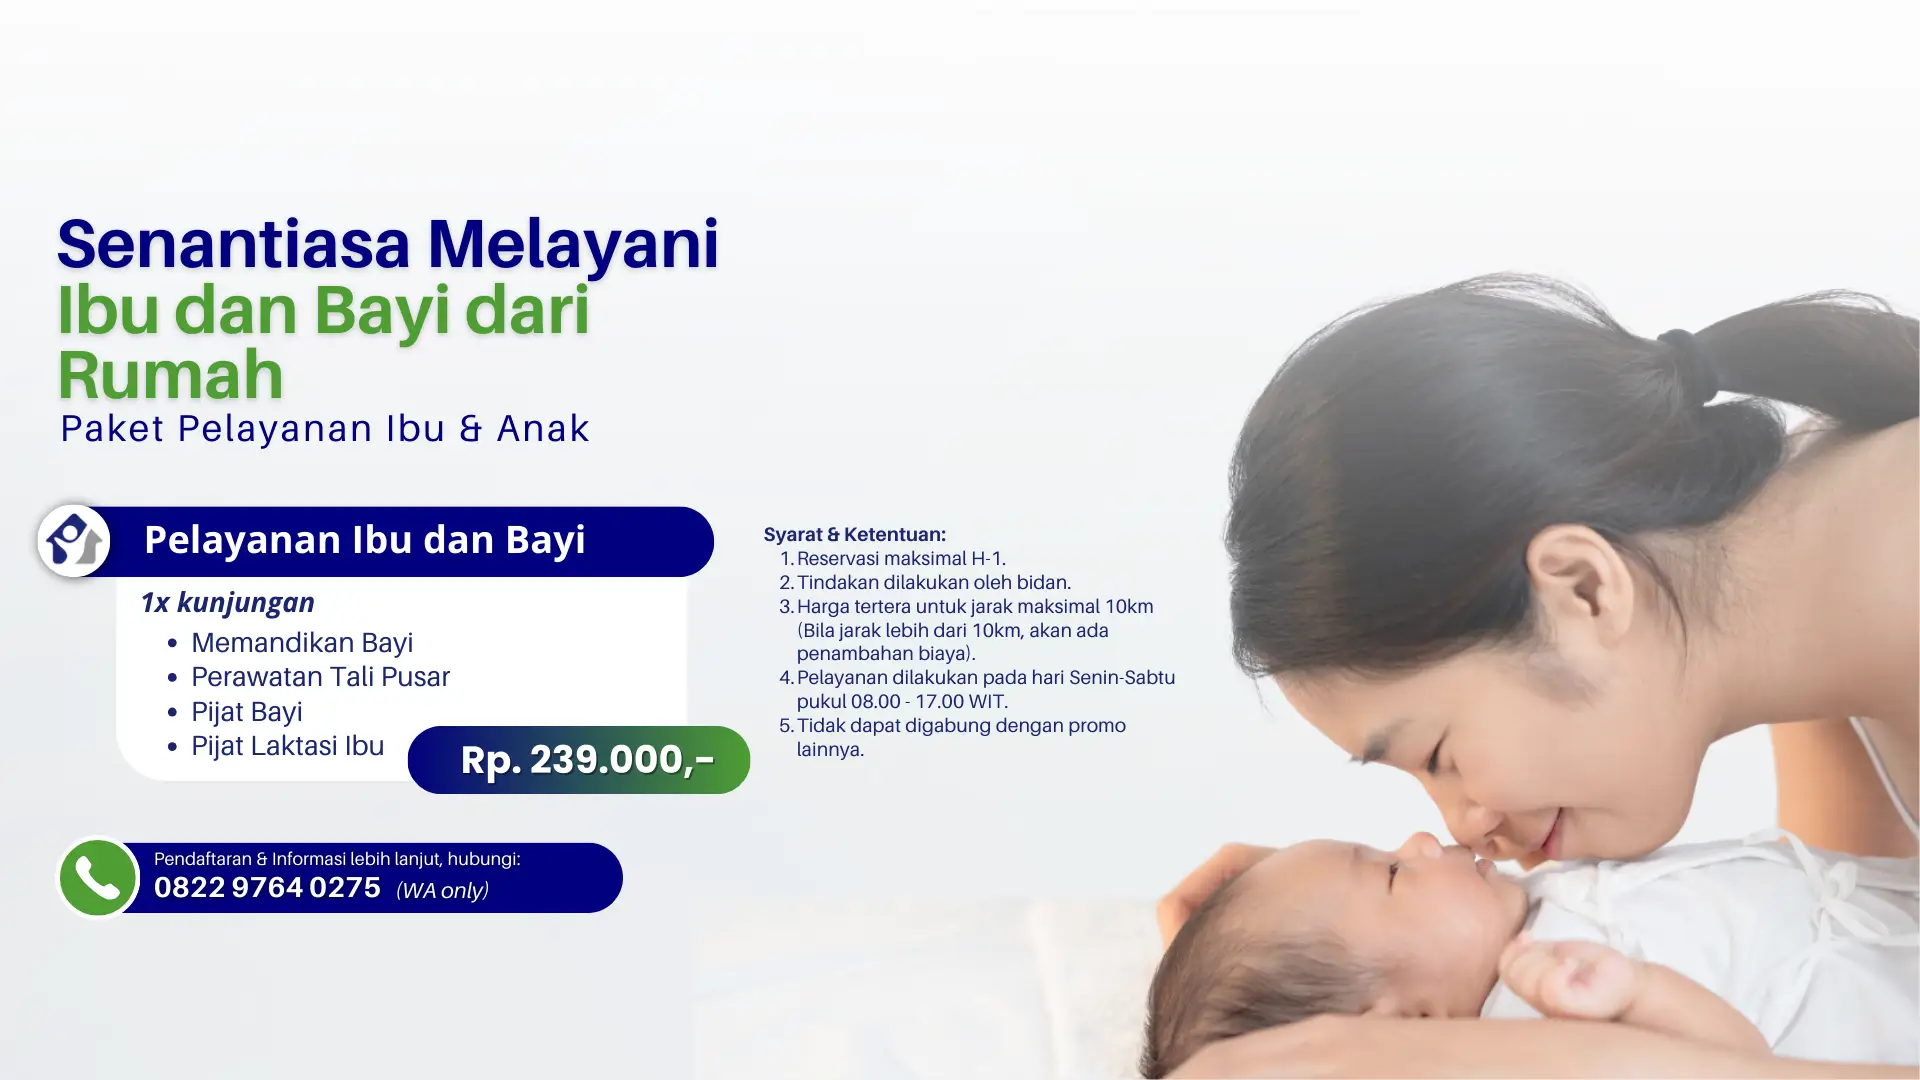 Senantiasa Melayani
Ibu dan Bayi dari
Rumah
Paket Pelayanan Ibu & Anak
Pelayanan Ibu dan Bayi
1x kunjungan
• Memandikan Bayi
• Perawatan Tali Pusar
• Pijat Bayi
• Pijat Laktasi Ibu
Rp. 239.000,-
Syarat & Ketentuan:
1. Reservasi maksimal H-1.
2. Tindakan dilakukan oleh bidan.
3. Harga tertera untuk jarak maksimal 10km
(Bila jarak lebih dari 10km, akan ada
penambahan biaya).
4. Pelayanan dilakukan pada hari Senin-Sabtu
pukul 08.00 - 17.00 WIT.
5. Tidak dapat digabung dengan promo
lainnya.
Pendaftaran & Informasi lebih lanjut, hubungi:
0822 9764 0275 (WA only)